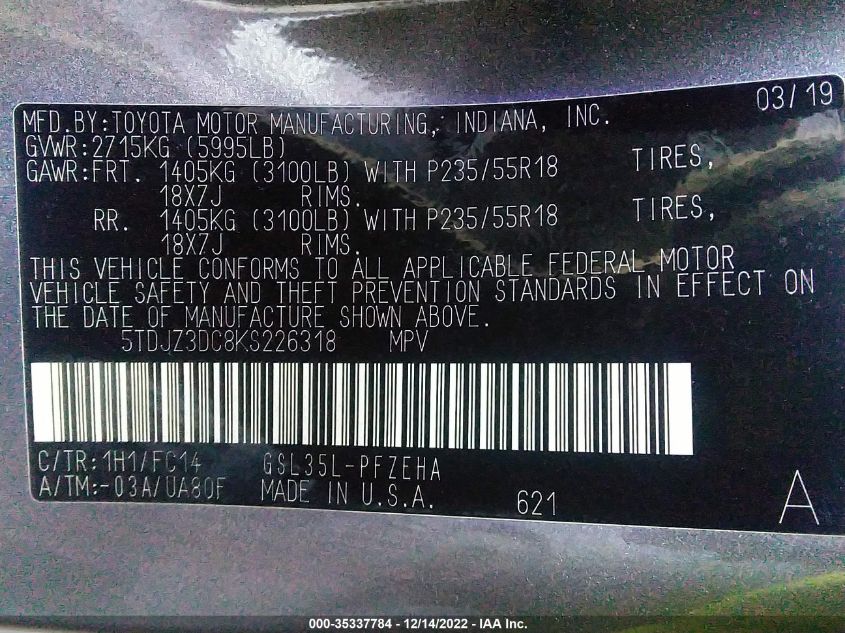 03/19
MFD.BY:TOYOTA MOTOR MANUFACTURING, INDIANA, INC.
GVWR:2715KG (5995LB)
GAWR:FRT. 1405KG (3100LB) WITH P235/55R18 TIRES,
18X7J RIMS.
RR. 1405KG (3100LB) WITH P235/55R18 TIRES,
18X7J RIMS.
THIS VEHICLE CONFORMS TO ALL APPLICABLE FEDERAL MOTOR
VEHICLE SAFETY AND THEFT PREVENTION STANDARDS IN EFFECT ON
THE DATE OF MANUFACTURE SHOWN ABOVE.
5TDJZ3DC8KS226318 MPV
C/TR:1H1/FC14 GSL35L-PFZEHA
A/TM:-03A/UA80F MADE IN U.S.A. 621 A
000-35337784 - 12/14/2022 - IAA Inc.